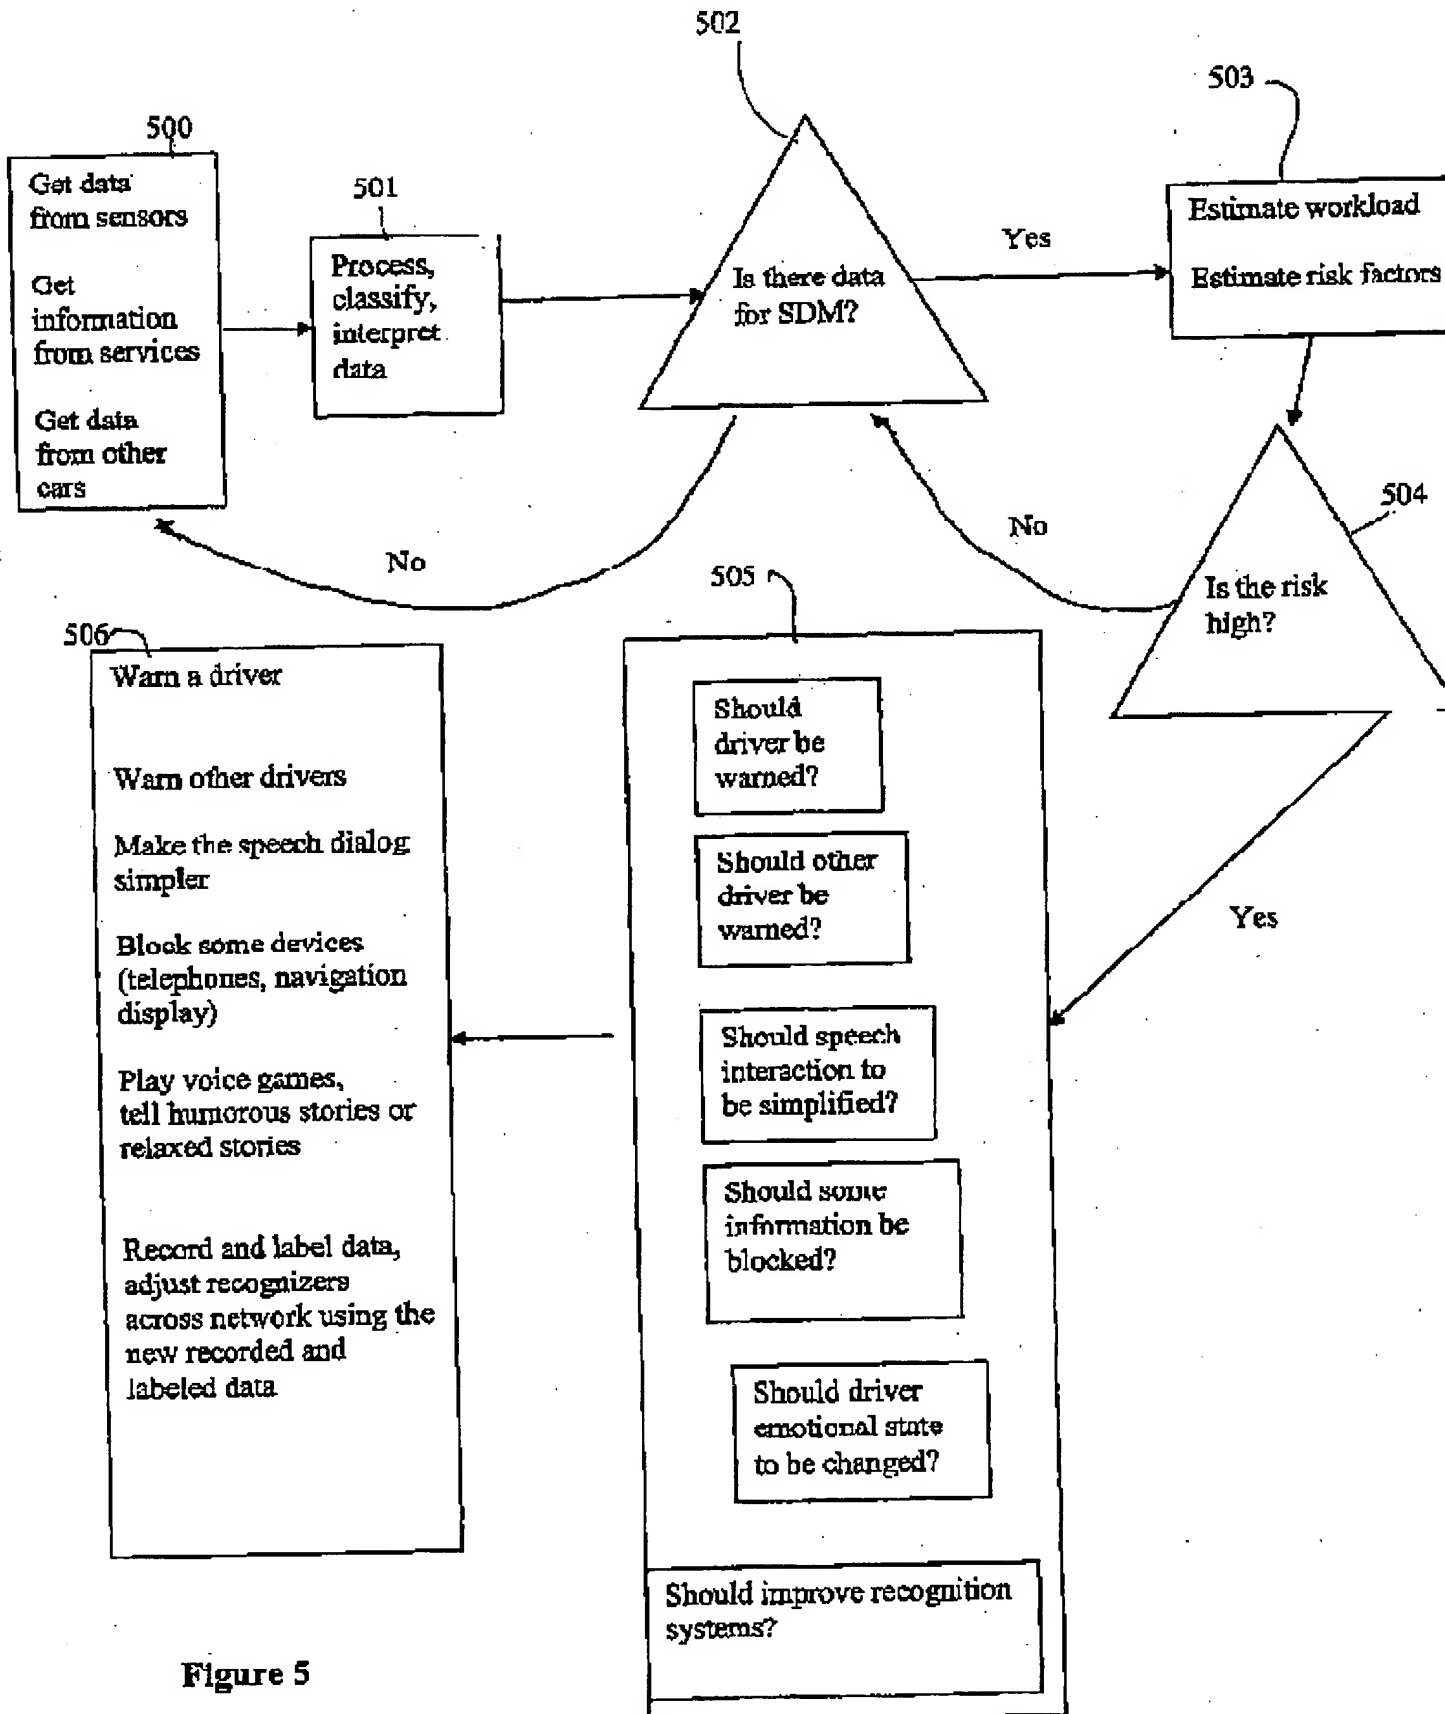 502
503
500
Get data
from sensors
Get
information
from services
Get data
from other
cars
501
Process,
classify,
interpret
data
Is there data
for SDM?
Yes
Estimate workload
Estimate risk factors
No
No
504
Is the risk
high?
Yes
505
Should
driver be
warned?
Should other
driver be
warned?
Should speech
interaction to
be simplified?
Should some
information be
blocked?
Should driver
emotional state
to be changed?
Should improve recognition
systems?
506
Warn a driver
Warn other drivers
Make the speech dialog
simpler
Block some devices
(telephones, navigation
display)
Play voice games,
tell humorous stories or
relaxed stories
Record and label data,
adjust recognizers
across network using the
new recorded and
labeled data
Figure 5